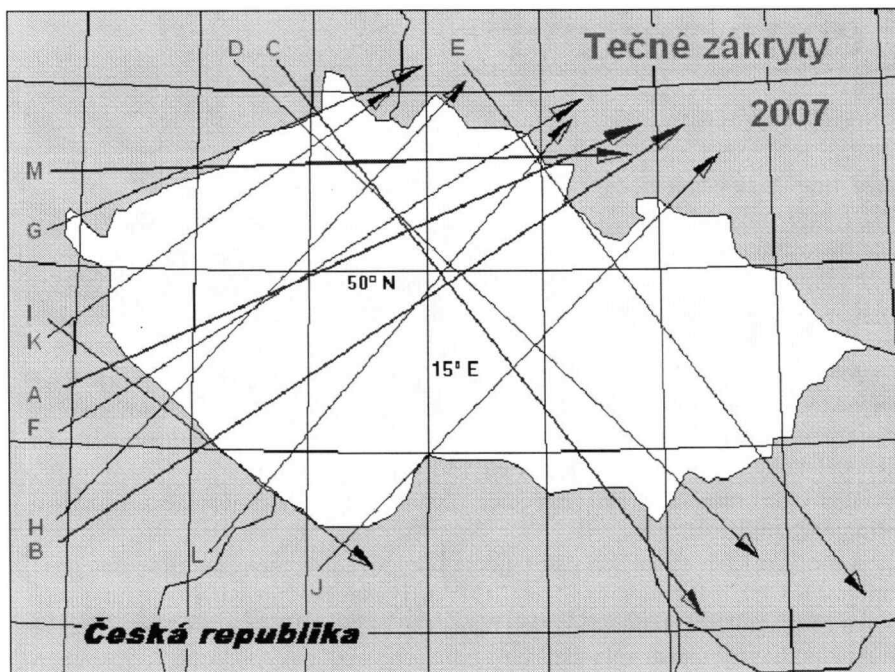 D C E
Tečné zákryty
2007
M
G
50° N
I
K
15° E
A
F
H
B
L
J
Česká republika